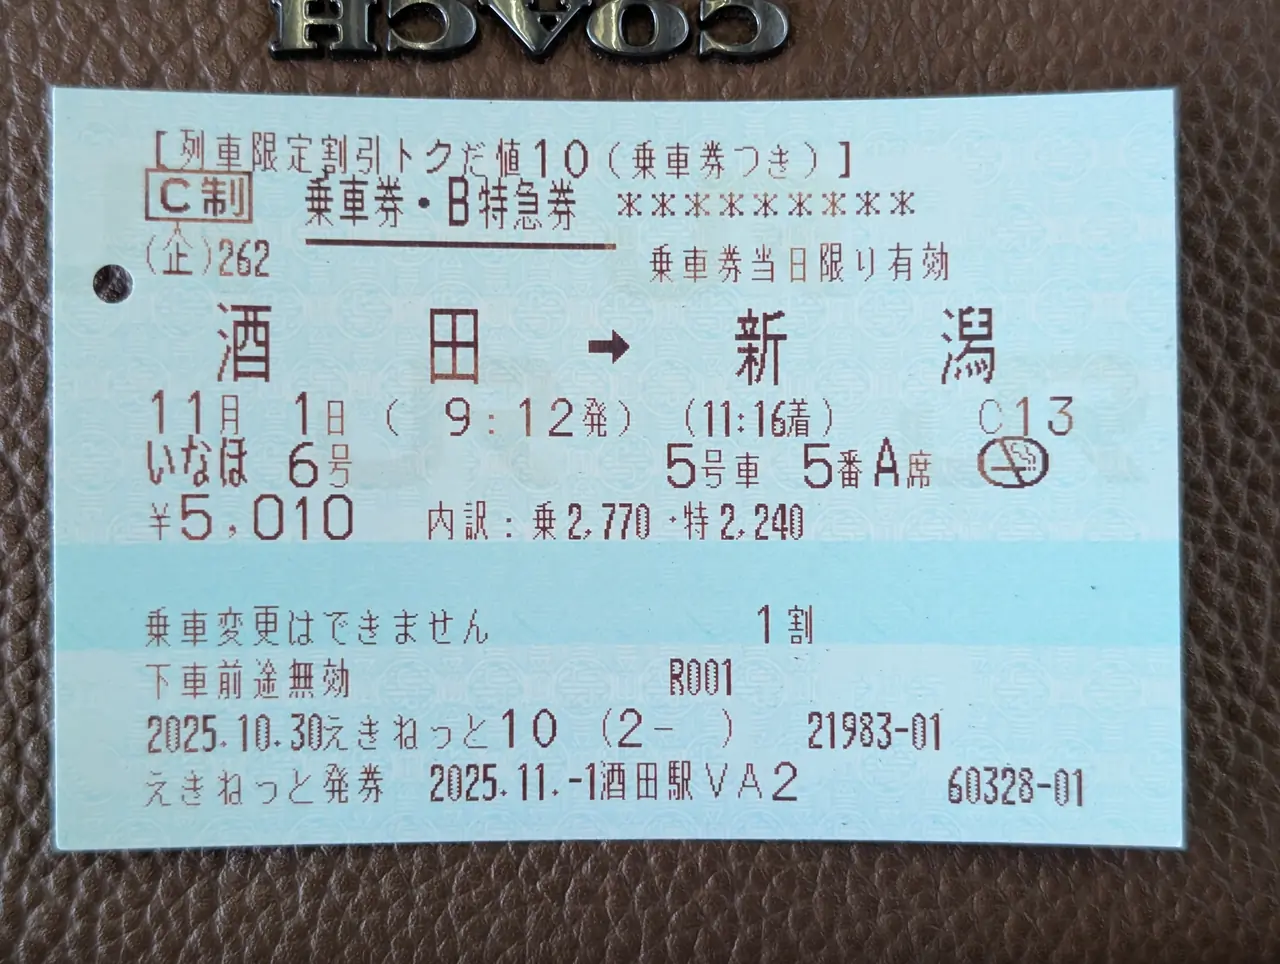 COACH
[列車限定割引トクだ値10(乗車券つき)]
C制 乗車券・B特急券 *********
(企)262 乗車券当日限り有効
酒田→新潟
11月 1日( 9:12発) (11:16着) C13
いなほ 6号 5号車 5番A席
¥5,010 内訳:乗2,770・特2,240
乗車変更はできません 1割
下車前途無効 R001
2025.10.30えきねっと10 (2- ) 21983-01
えきねっと発券 2025.11.-1酒田駅VA2 60328-01